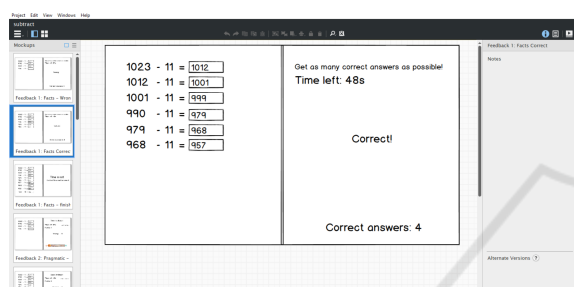 Project Edit View Windows Help
subtract
Mockups
Feedback 1: Facts – Wron
Feedback 1: Facts Correc
Feedback 1: Facts – Finish
Feedback 2: Pragmatic –
1023 - 11 = 1012
1012 - 11 = 1001
1001 - 11 = 999
990 - 11 = 979
979 - 11 = 968
968 - 11 = 957
Get as many correct answers as possible!
Time left: 48s
Correct!
Correct answers: 4
Feedback 1: Facts Correct
Notes
Alternate Versions ?